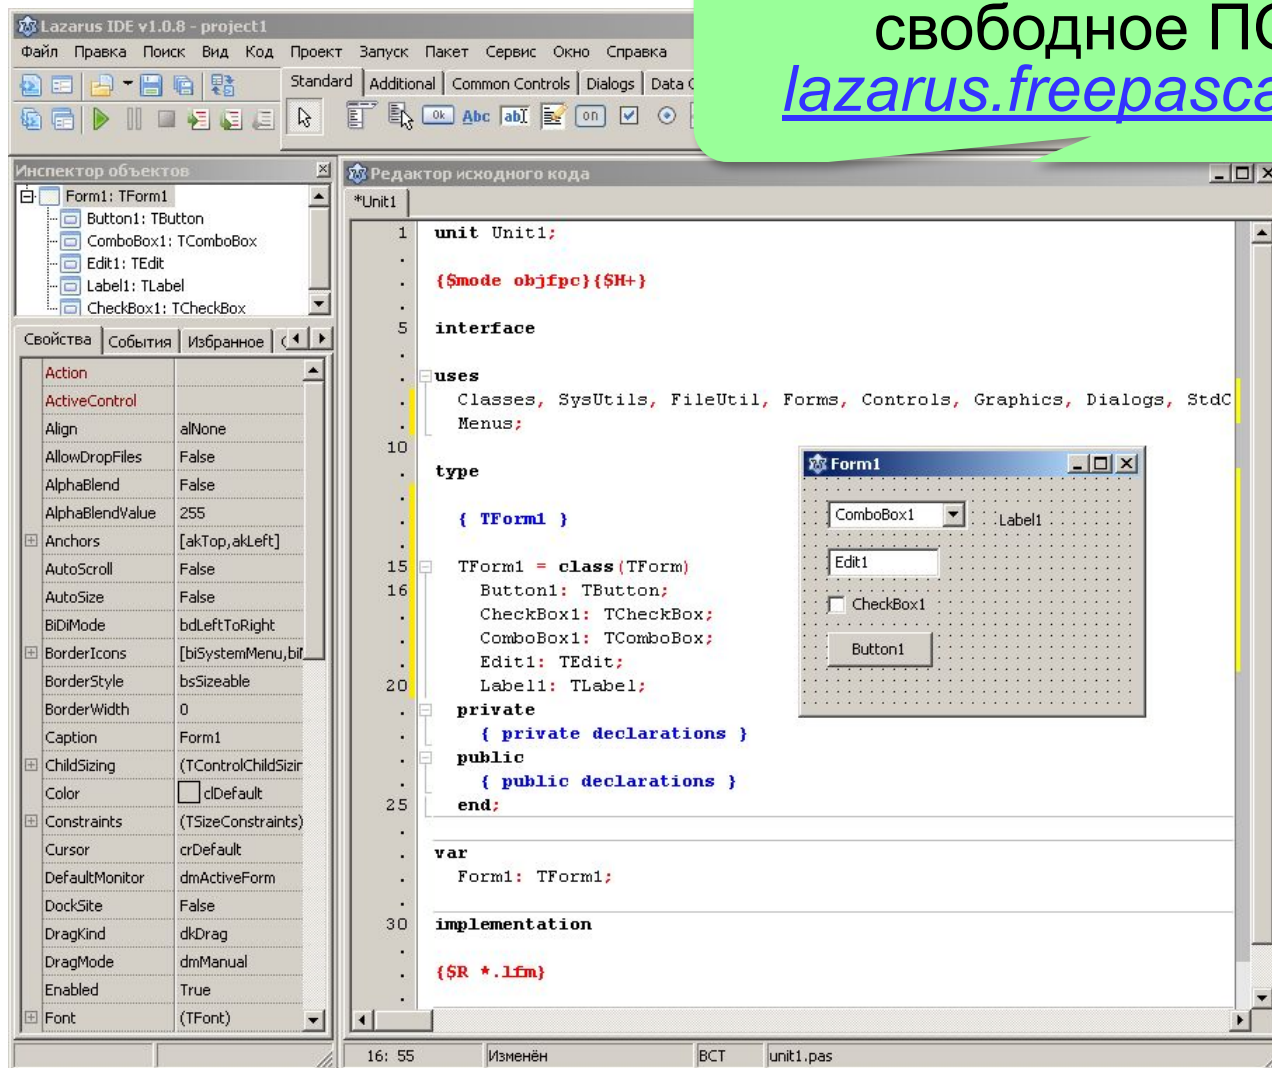 свободное ПО
lazarus.freepasca
Lazarus IDE v1.0.8 - project1
Файл Правка Поиск Вид Код Проект Запуск Пакет Сервис Окно Справка
Standard Additional Common Controls Dialogs Data C
Ok Abc abI on
Инспектор объектов
Form1: TForm1
Button1: TButton
ComboBox1: TComboBox
Edit1: TEdit
Label1: TLabel
CheckBox1: TCheckBox
Свойства События Избранное
Action
ActiveControl
Align alNone
AllowDropFiles False
AlphaBlend False
AlphaBlendValue 255
Anchors [akTop,akLeft]
AutoScroll False
AutoSize False
BiDiMode bdLeftToRight
BorderIcons [biSystemMenu,biM
BorderStyle bsSizeable
BorderWidth 0
Caption Form1
ChildSizing (TControlChildSizin
Color clDefault
Constraints (TSizeConstraints)
Cursor crDefault
DefaultMonitor dmActiveForm
DockSite False
DragKind dkDrag
DragMode dmManual
Enabled True
Font (TFont)
Редактор исходного кода
*Unit1
1 unit Unit1;
{$mode objfpc}{$H+}
5 interface
uses
Classes, SysUtils, FileUtil, Forms, Controls, Graphics, Dialogs, StdC
Menus;
10
type
{ TForm1 }
15 TForm1 = class(TForm)
16 Button1: TButton;
CheckBox1: TCheckBox;
ComboBox1: TComboBox;
Edit1: TEdit;
20 Label1: TLabel;
private
{ private declarations }
public
{ public declarations }
25 end;
var
Form1: TForm1;
30 implementation
{$R *.lfm}
Form1
ComboBox1 Label1
Edit1
CheckBox1
Button1
16: 55 Изменён ВСТ unit1.pas